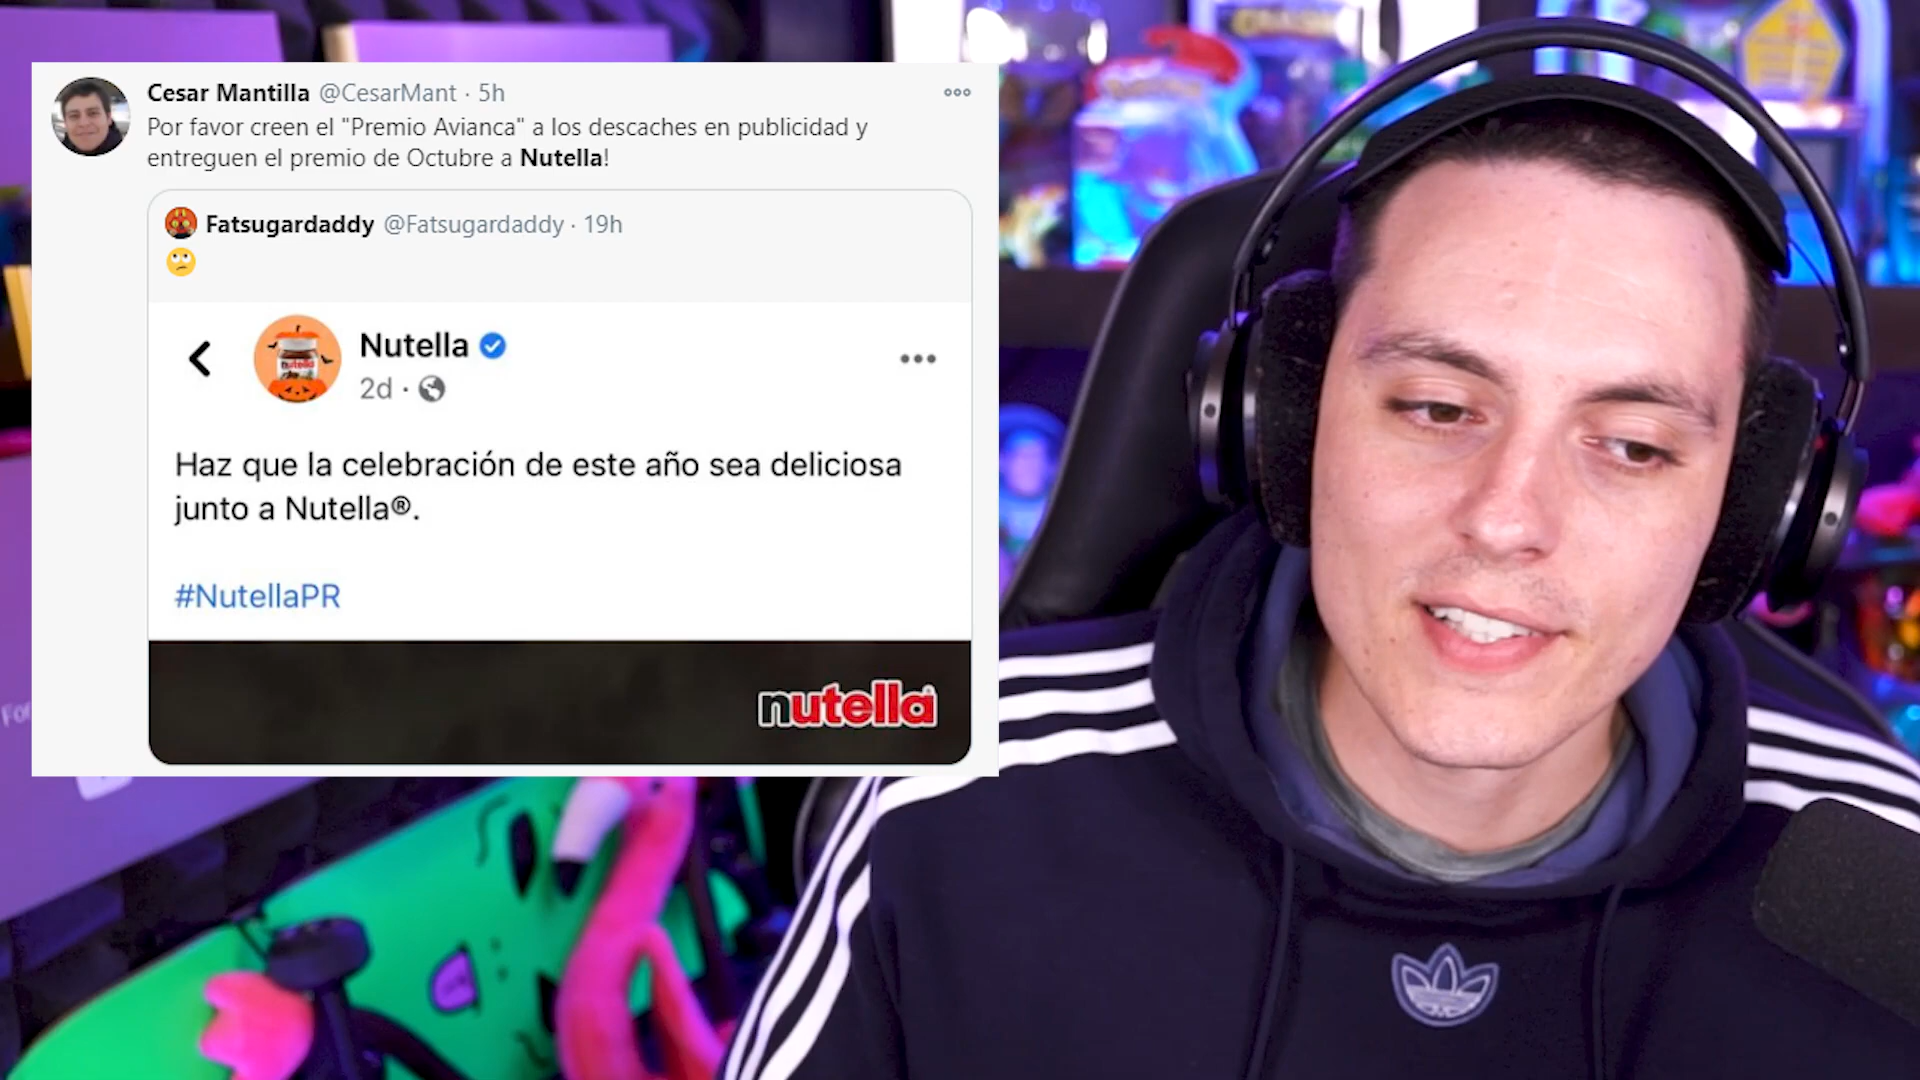 Cesar Mantilla @CesarMant · 5h
Por favor creen el "Premio Avianca" a los descaches en publicidad y
entreguen el premio de Octubre a Nutella!
Fatsugardaddy @Fatsugardaddy · 19h
🙄
Nutella
2d ·
Haz que la celebración de este año sea deliciosa
junto a Nutella®.
#NutellaPR
nutella
For